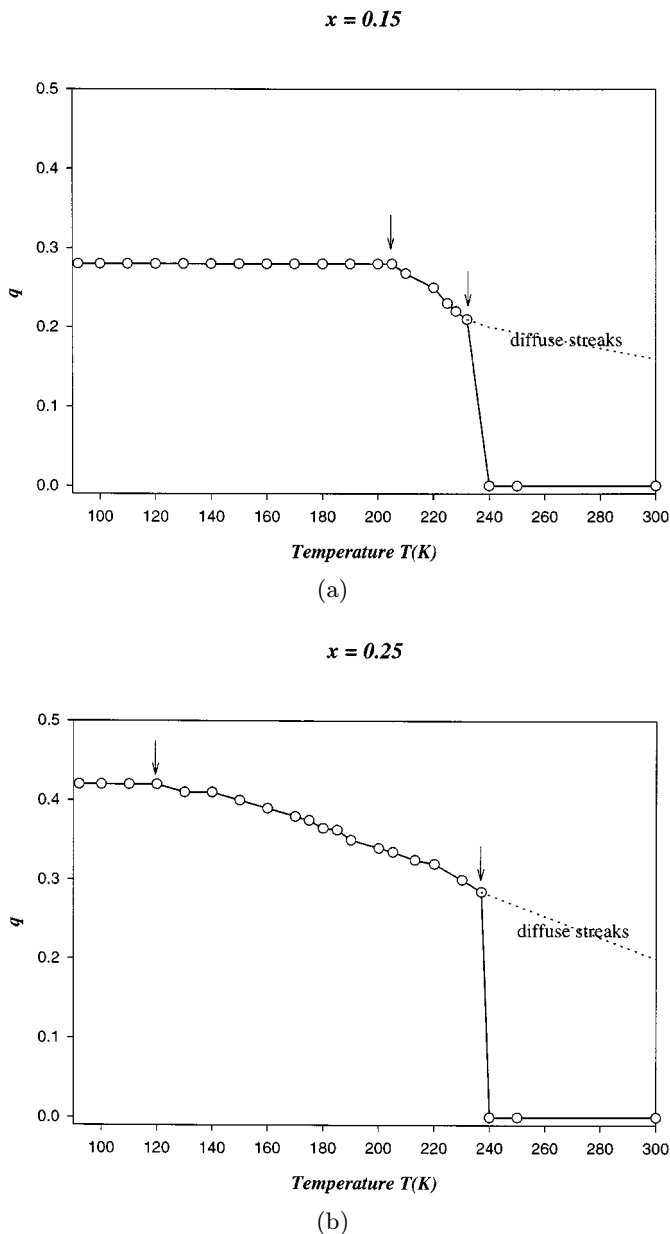 x = 0.15
0.5
0.4
0.3
0.2
0.1
0.0
q
diffuse streaks
100 120 140 160 180 200 220 240 260 280 300
Temperature T(K)
(a)
x = 0.25
0.5
0.4
0.3
0.2
0.1
0.0
q
diffuse streaks
100 120 140 160 180 200 220 240 260 280 300
Temperature T(K)
(b)